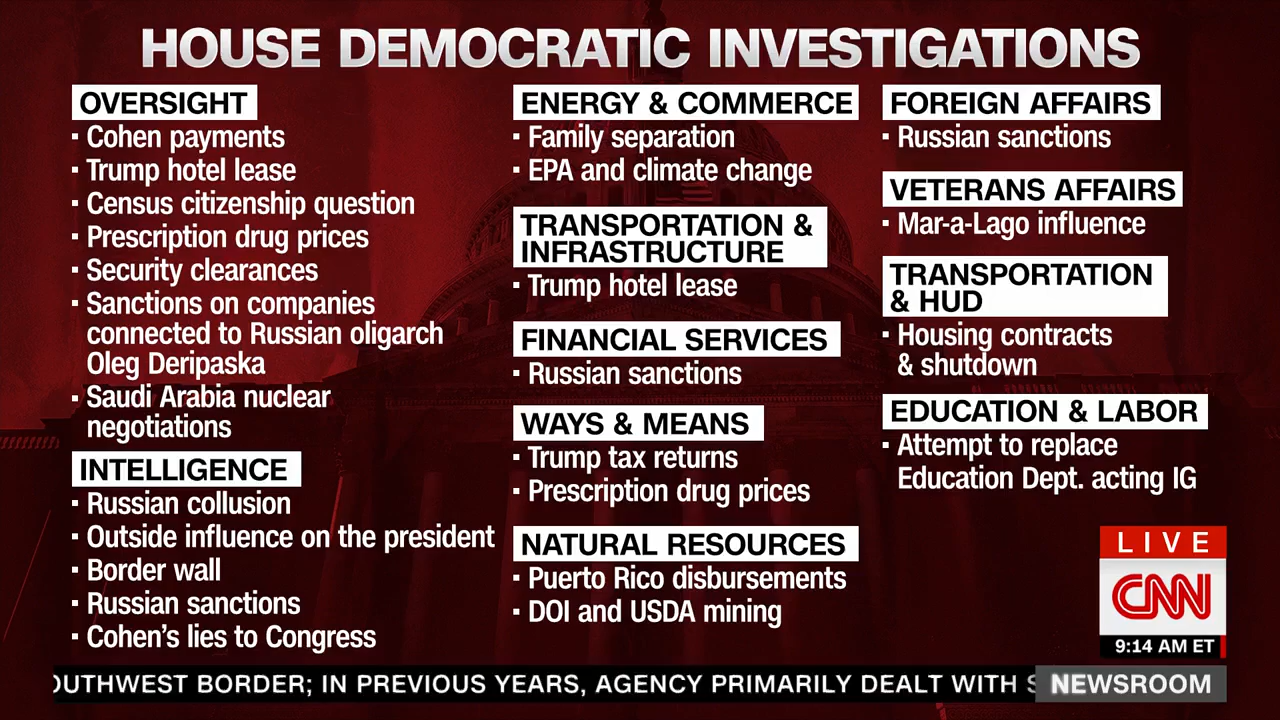 HOUSE DEMOCRATIC INVESTIGATIONS
OVERSIGHT
▪ Cohen payments
▪ Trump hotel lease
▪ Census citizenship question
▪ Prescription drug prices
▪ Security clearances
▪ Sanctions on companies
connected to Russian oligarch
Oleg Deripaska
▪ Saudi Arabia nuclear
negotiations
INTELLIGENCE
▪ Russian collusion
▪ Outside influence on the president
▪ Border wall
▪ Russian sanctions
▪ Cohen's lies to Congress
ENERGY & COMMERCE
▪ Family separation
▪ EPA and climate change
TRANSPORTATION &
INFRASTRUCTURE
▪ Trump hotel lease
FINANCIAL SERVICES
▪ Russian sanctions
WAYS & MEANS
▪ Trump tax returns
▪ Prescription drug prices
NATURAL RESOURCES
▪ Puerto Rico disbursements
▪ DOI and USDA mining
FOREIGN AFFAIRS
▪ Russian sanctions
VETERANS AFFAIRS
▪ Mar-a-Lago influence
TRANSPORTATION
& HUD
▪ Housing contracts
& shutdown
EDUCATION & LABOR
▪ Attempt to replace
Education Dept. acting IG
LIVE
CNN
9:14 AM ET
BORDER; IN PREVIOUS YEARS, AGENCY PRIMARILY DEALT WITH
NEWSROOM